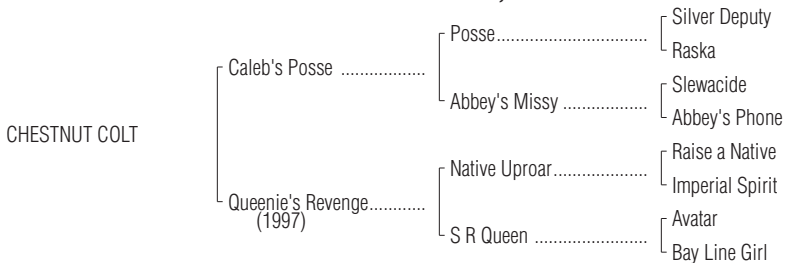 Silver Deputy
Posse..................................
Raska
Caleb's Posse ...................
Slewacide
Abbey's Missy ...................
Abbey's Phone
CHESTNUT COLT
Raise a Native
Native Uproar.....................
Imperial Spirit
Queenie's Revenge............
(1997)
Avatar
S R Queen .........................
Bay Line Girl